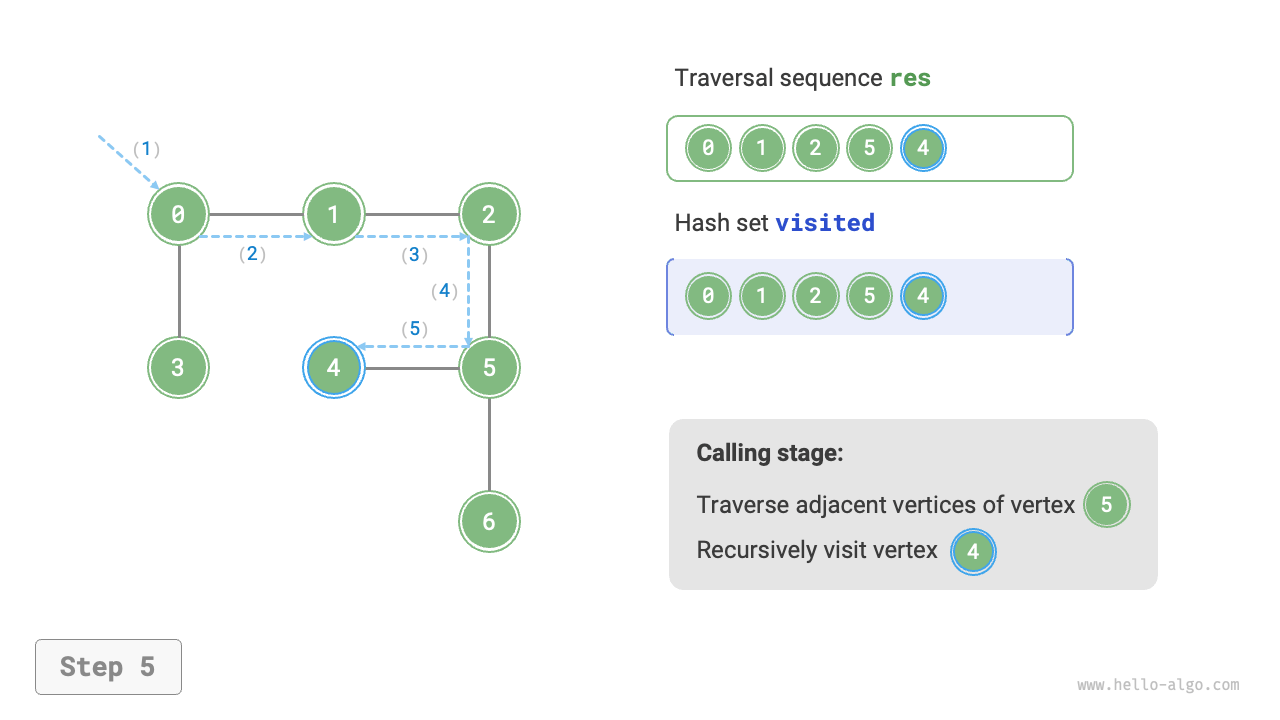 Traversal sequence res
0 1 2 5 4
(1)
0 1 2
(2) (3)
Hash set visited
(4)
0 1 2 5 4
(5)
3 4 5
Calling stage:
Traverse adjacent vertices of vertex 5
Recursively visit vertex 4
6
Step 5
www.hello-algo.com